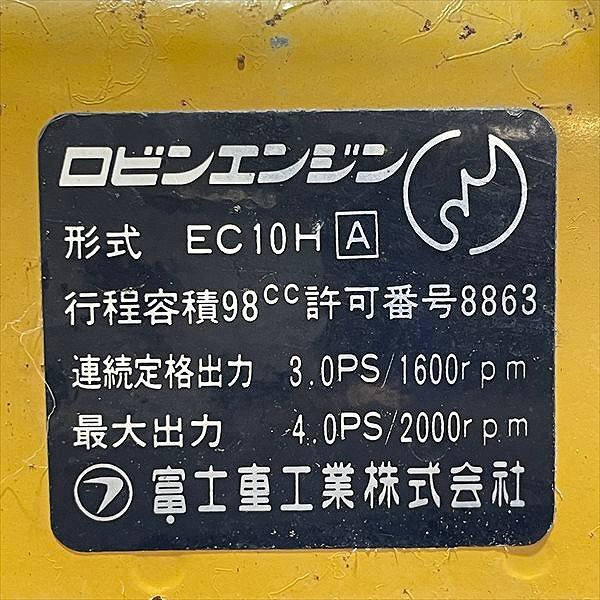 ロビンエンジン
形式 EC10H A
行程容積98cc許可番号8863
連続定格出力 3.0PS/1600rpm
最大出力 4.0PS/2000rpm
富士重工業株式会社